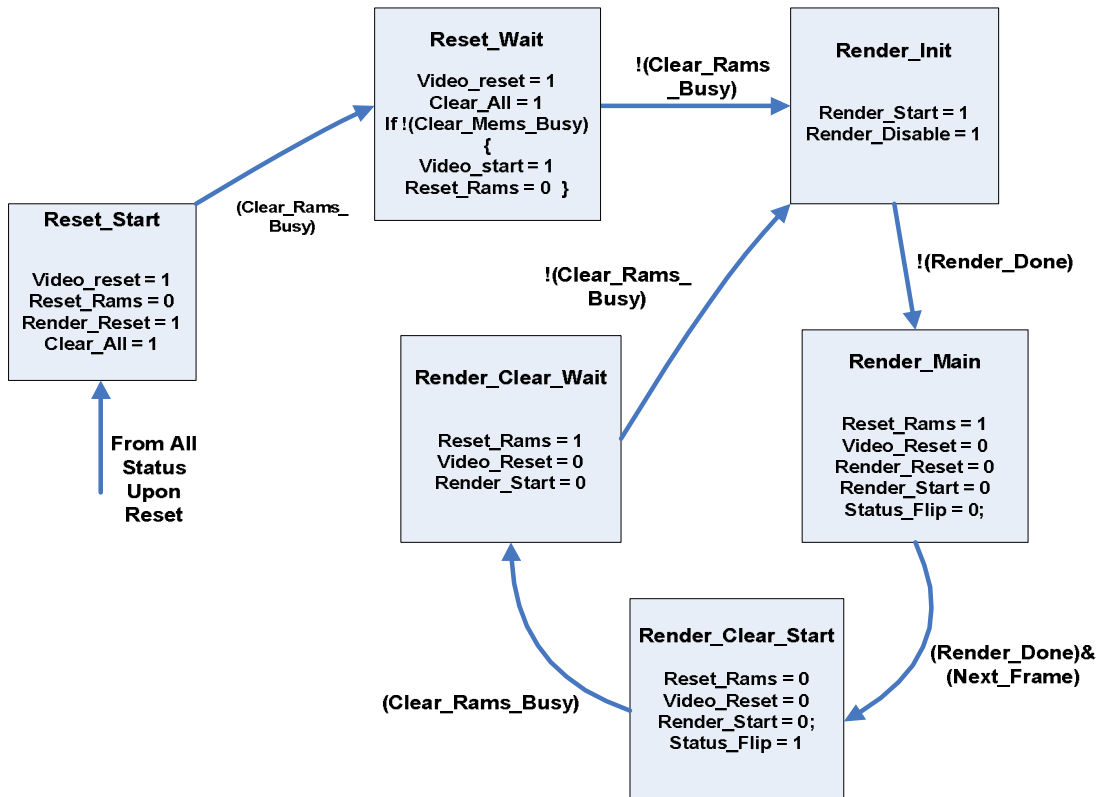 Reset_Wait
Video_reset = 1
Clear_All = 1
If !(Clear_Mems_Busy)
{
Video_start = 1
Reset_Rams = 0 }
!(Clear_Rams
_Busy)
Render_Init
Render_Start = 1
Render_Disable = 1
(Clear_Rams_
Busy)
Reset_Start
Video_reset = 1
Reset_Rams = 0
Render_Reset = 1
Clear_All = 1
From All
Status
Upon
Reset
!(Clear_Rams_
Busy)
!(Render_Done)
Render_Clear_Wait
Reset_Rams = 1
Video_Reset = 0
Render_Start = 0
Render_Main
Reset_Rams = 1
Video_Reset = 0
Render_Reset = 0
Render_Start = 0
Status_Flip = 0;
(Render_Done)&
(Next_Frame)
Render_Clear_Start
Reset_Rams = 0
Video_Reset = 0
Render_Start = 0;
Status_Flip = 1
(Clear_Rams_Busy)